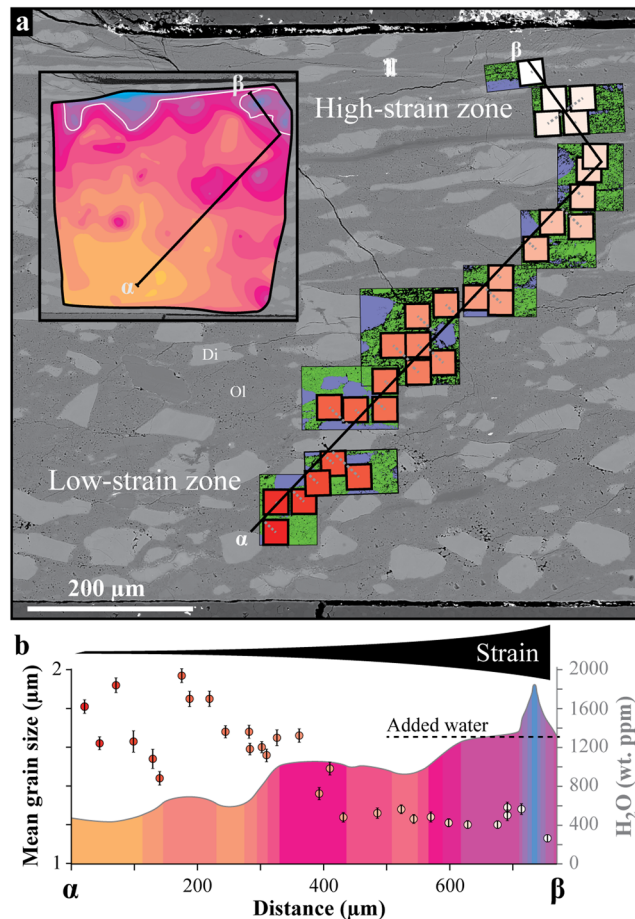 a
β
High-strain zone
β
α
Di
Ol
Low-strain zone
α
200 µm
b
Strain
2
2000
1600
Added water
1200
800
400
1
0
Mean grain size (µm)
H₂O (wt. ppm)
α
200
400
600
β
Distance (µm)